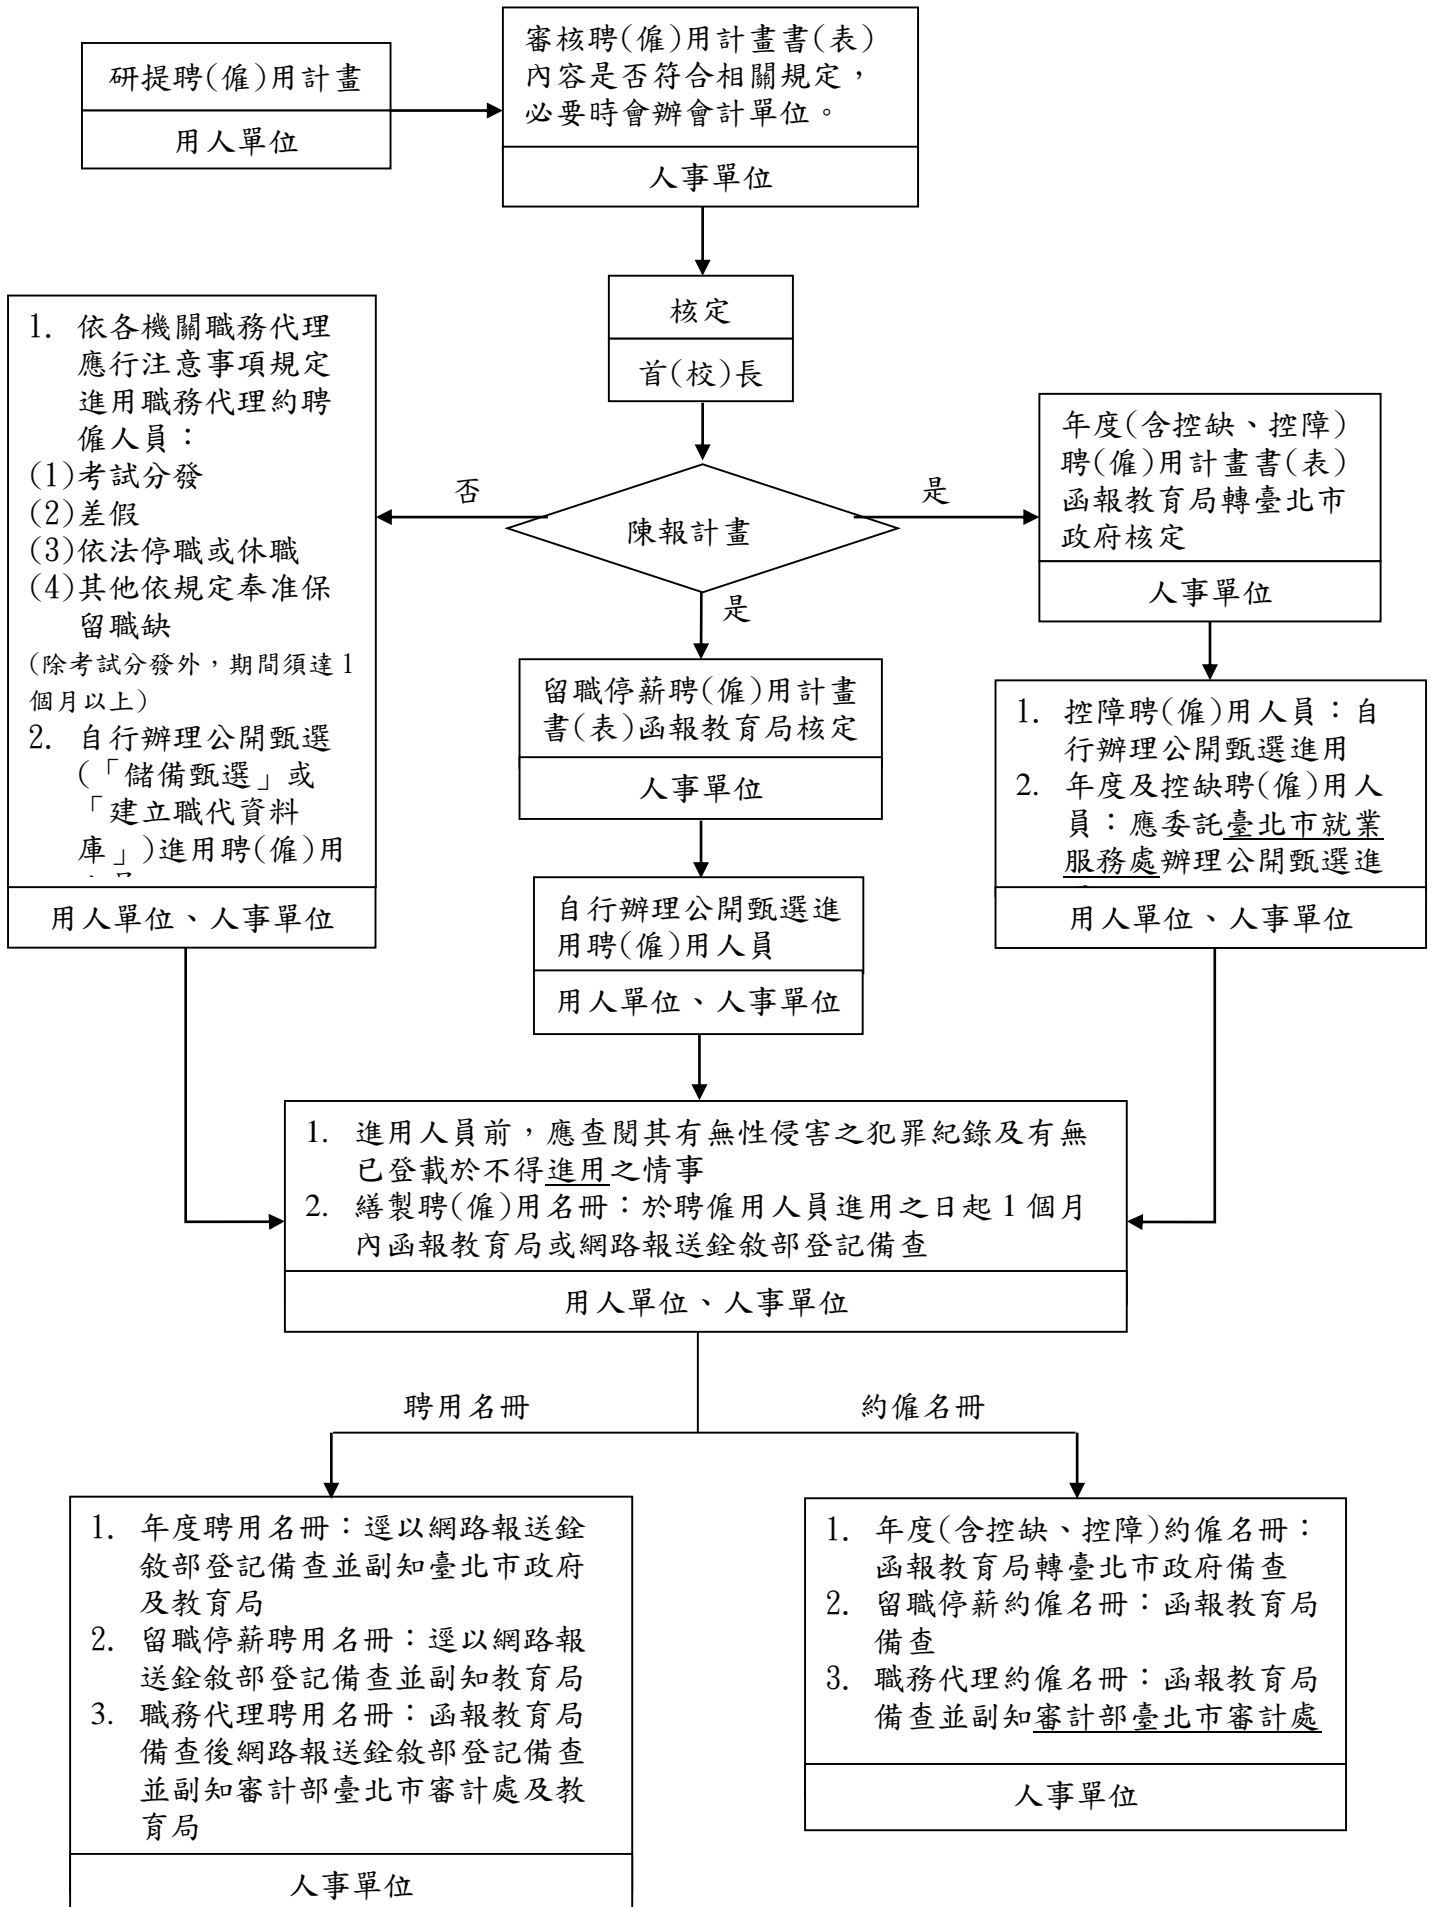 研提聘(僱)用計畫
用人單位
審核聘(僱)用計畫書(表)
內容是否符合相關規定，
必要時會辦會計單位。
人事單位
核定
首(校)長
陳報計畫
否
是
是
1. 依各機關職務代理
應行注意事項規定
進用職務代理約聘
僱人員：
(1)考試分發
(2)差假
(3)依法停職或休職
(4)其他依規定奉准保
留職缺
(除考試分發外，期間須達1
個月以上)
2. 自行辦理公開甄選
(「儲備甄選」或
「建立職代資料
庫」)進用聘(僱)用
用人單位、人事單位
留職停薪聘(僱)用計畫
書(表)函報教育局核定
人事單位
自行辦理公開甄選進
用聘(僱)用人員
用人單位、人事單位
年度(含控缺、控障)
聘(僱)用計畫書(表)
函報教育局轉臺北市
政府核定
人事單位
1. 控障聘(僱)用人員：自
行辦理公開甄選進用
2. 年度及控缺聘(僱)用人
員：應委託臺北市就業
服務處辦理公開甄選進
用人單位、人事單位
1. 進用人員前，應查閱其有無性侵害之犯罪紀錄及有無
已登載於不得進用之情事
2. 繕製聘(僱)用名冊：於聘僱用人員進用之日起1個月
內函報教育局或網路報送銓敘部登記備查
用人單位、人事單位
聘用名冊
約僱名冊
1. 年度聘用名冊：逕以網路報送銓
敘部登記備查並副知臺北市政府
及教育局
2. 留職停薪聘用名冊：逕以網路報
送銓敘部登記備查並副知教育局
3. 職務代理聘用名冊：函報教育局
備查後網路報送銓敘部登記備查
並副知審計部臺北市審計處及教
育局
人事單位
1. 年度(含控缺、控障)約僱名冊：
函報教育局轉臺北市政府備查
2. 留職停薪約僱名冊：函報教育局
備查
3. 職務代理約僱名冊：函報教育局
備查並副知審計部臺北市審計處
人事單位